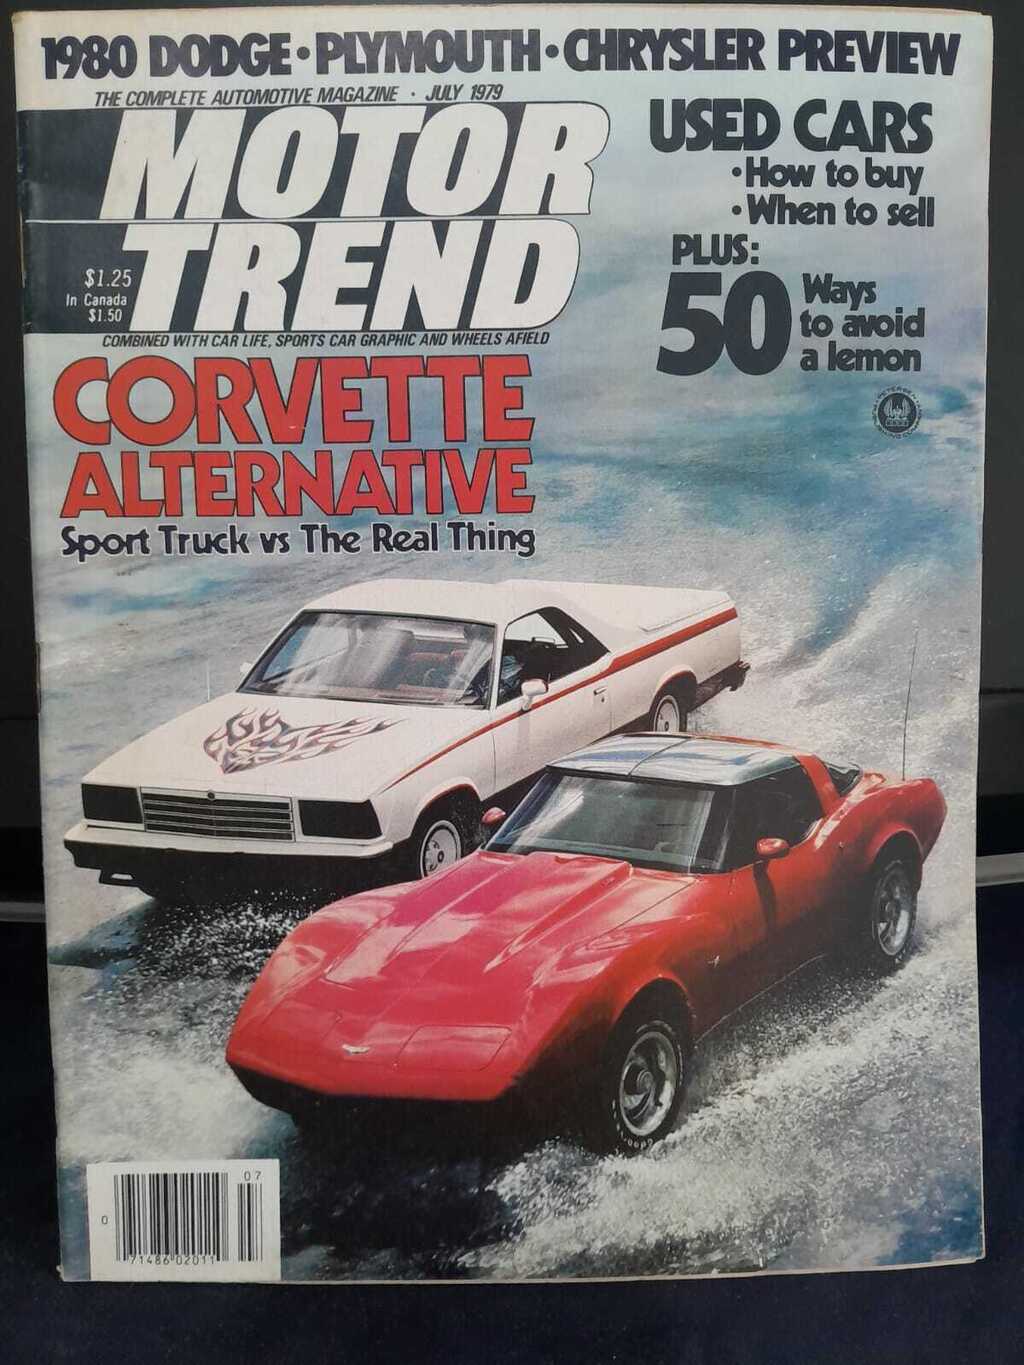 1980 DODGE • PLYMOUTH • CHRYSLER PREVIEW
THE COMPLETE AUTOMOTIVE MAGAZINE • JULY 1979
MOTOR
TREND
$1.25
In Canada
$1.50
COMBINED WITH CAR LIFE, SPORTS CAR GRAPHIC AND WHEELS AFIELD
USED CARS
• How to buy
• When to sell
PLUS:
50 Ways
to avoid
a lemon
CORVETTE
ALTERNATIVE
Sport Truck vs The Real Thing
07
0
71486 02011